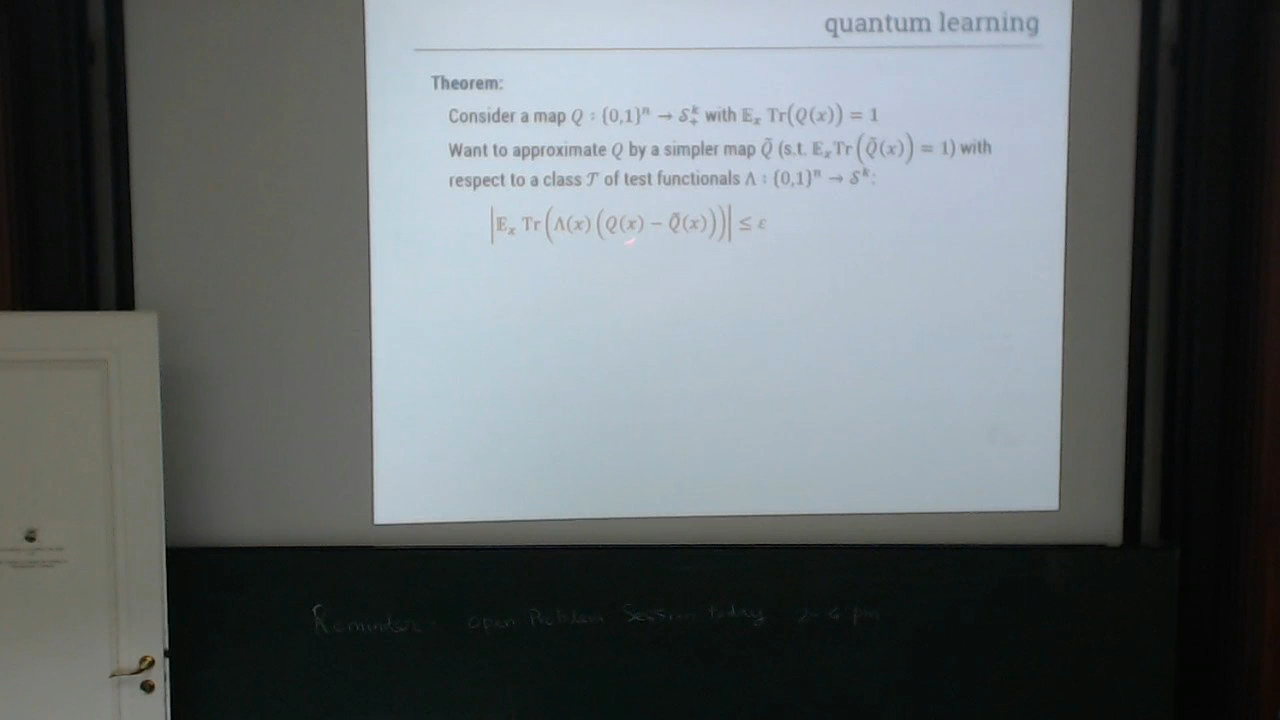 quantum learning
Theorem:
Consider a map Q : {0,1}ⁿ → 𝒮₊ᵏ with 𝔼ₓ Tr(Q(x)) = 1
Want to approximate Q by a simpler map Q̃ (s.t. 𝔼ₓTr(Q̃(x)) = 1) with
respect to a class 𝒯 of test functionals Λ : {0,1}ⁿ → 𝒮ᵏ:
|𝔼ₓ Tr(Λ(x)(Q(x) − Q̃(x)))| ≤ ε
Reminder: open Problem Session today 2-4 pm